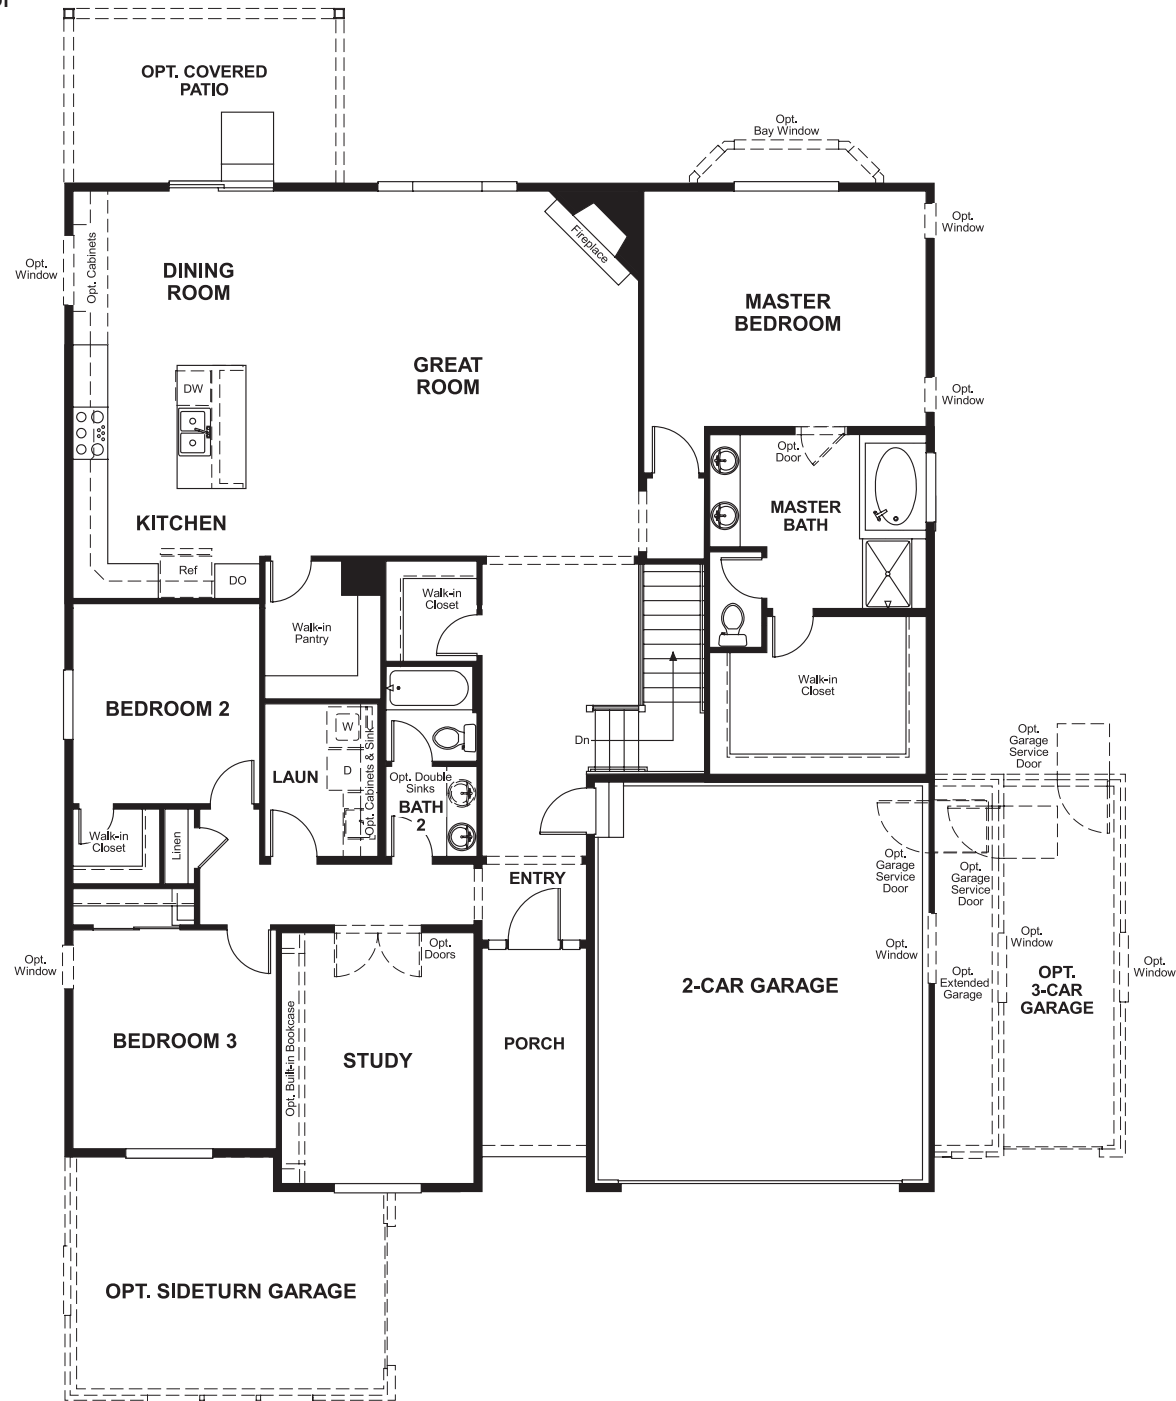 OPT. COVERED
PATIO
Opt.
Bay Window
Opt.
Window
Opt. Cabinets
Opt.
Window
DINING
ROOM
Fireplace
MASTER
BEDROOM
GREAT
ROOM
DW
Opt.
Window
Opt.
Door
KITCHEN
MASTER
BATH
Ref
DO
Walk-in
Closet
Walk-in
Pantry
Walk-in
Closet
BEDROOM 2
W
D
LAUN
Opt. Cabinets & Sink
Dn
Opt. Double
Sinks
BATH
2
Opt.
Garage
Service
Door
Walk-in
Closet
Linen
ENTRY
Opt.
Garage
Service
Door
Opt.
Garage
Service
Door
Opt.
Window
Opt.
Doors
Opt.
Window
Opt.
Window
Opt.
Window
Opt.
Extended
Garage
OPT.
3-CAR
GARAGE
2-CAR GARAGE
BEDROOM 3
Opt. Built-in Bookcase
STUDY
PORCH
OPT. SIDETURN GARAGE